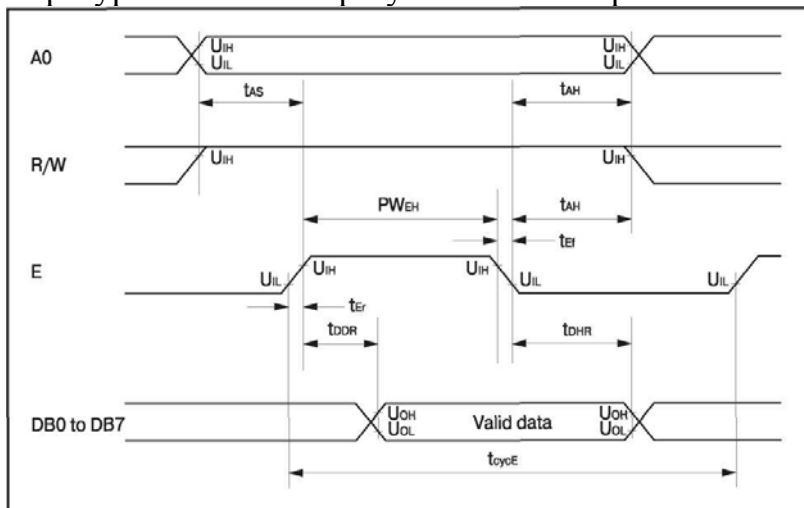 A0
UIH
UIL
UIH
UIL
tAS
tAH
R/W
UIH
UIH
PWEH
tAH
tEf
E
UIL
UIH
UIH
UIL
UIL
tEr
tDDR
tDHR
DB0 to DB7
UOH
UOL
Valid data
UOH
UOL
tcycE